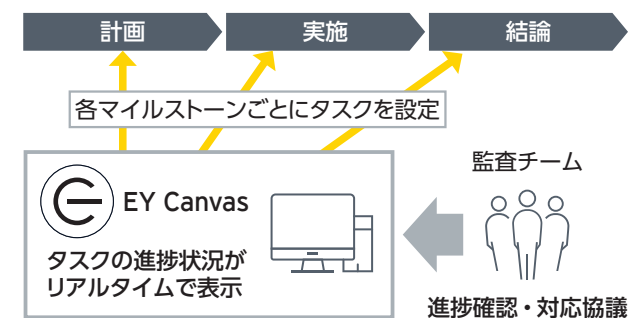 計画
実施
結論
各マイルストーンごとにタスクを設定
EY Canvas
タスクの進捗状況が
リアルタイムで表示
監査チーム
進捗確認・対応協議